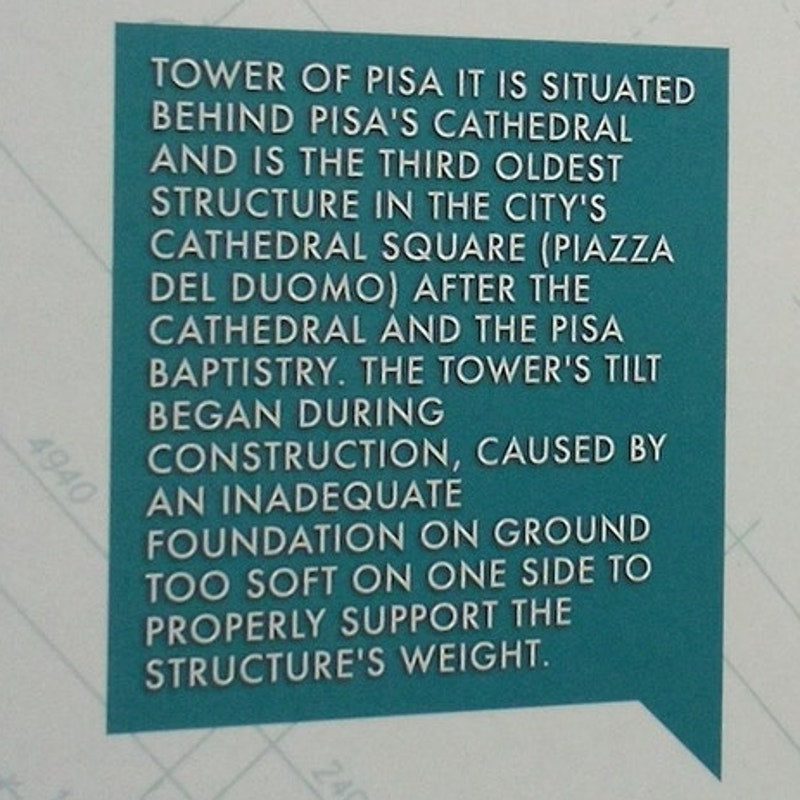 TOWER OF PISA IT IS SITUATED
BEHIND PISA'S CATHEDRAL
AND IS THE THIRD OLDEST
STRUCTURE IN THE CITY'S
CATHEDRAL SQUARE (PIAZZA
DEL DUOMO) AFTER THE
CATHEDRAL AND THE PISA
BAPTISTRY. THE TOWER'S TILT
BEGAN DURING
CONSTRUCTION, CAUSED BY
AN INADEQUATE
FOUNDATION ON GROUND
TOO SOFT ON ONE SIDE TO
PROPERLY SUPPORT THE
STRUCTURE'S WEIGHT.
4940